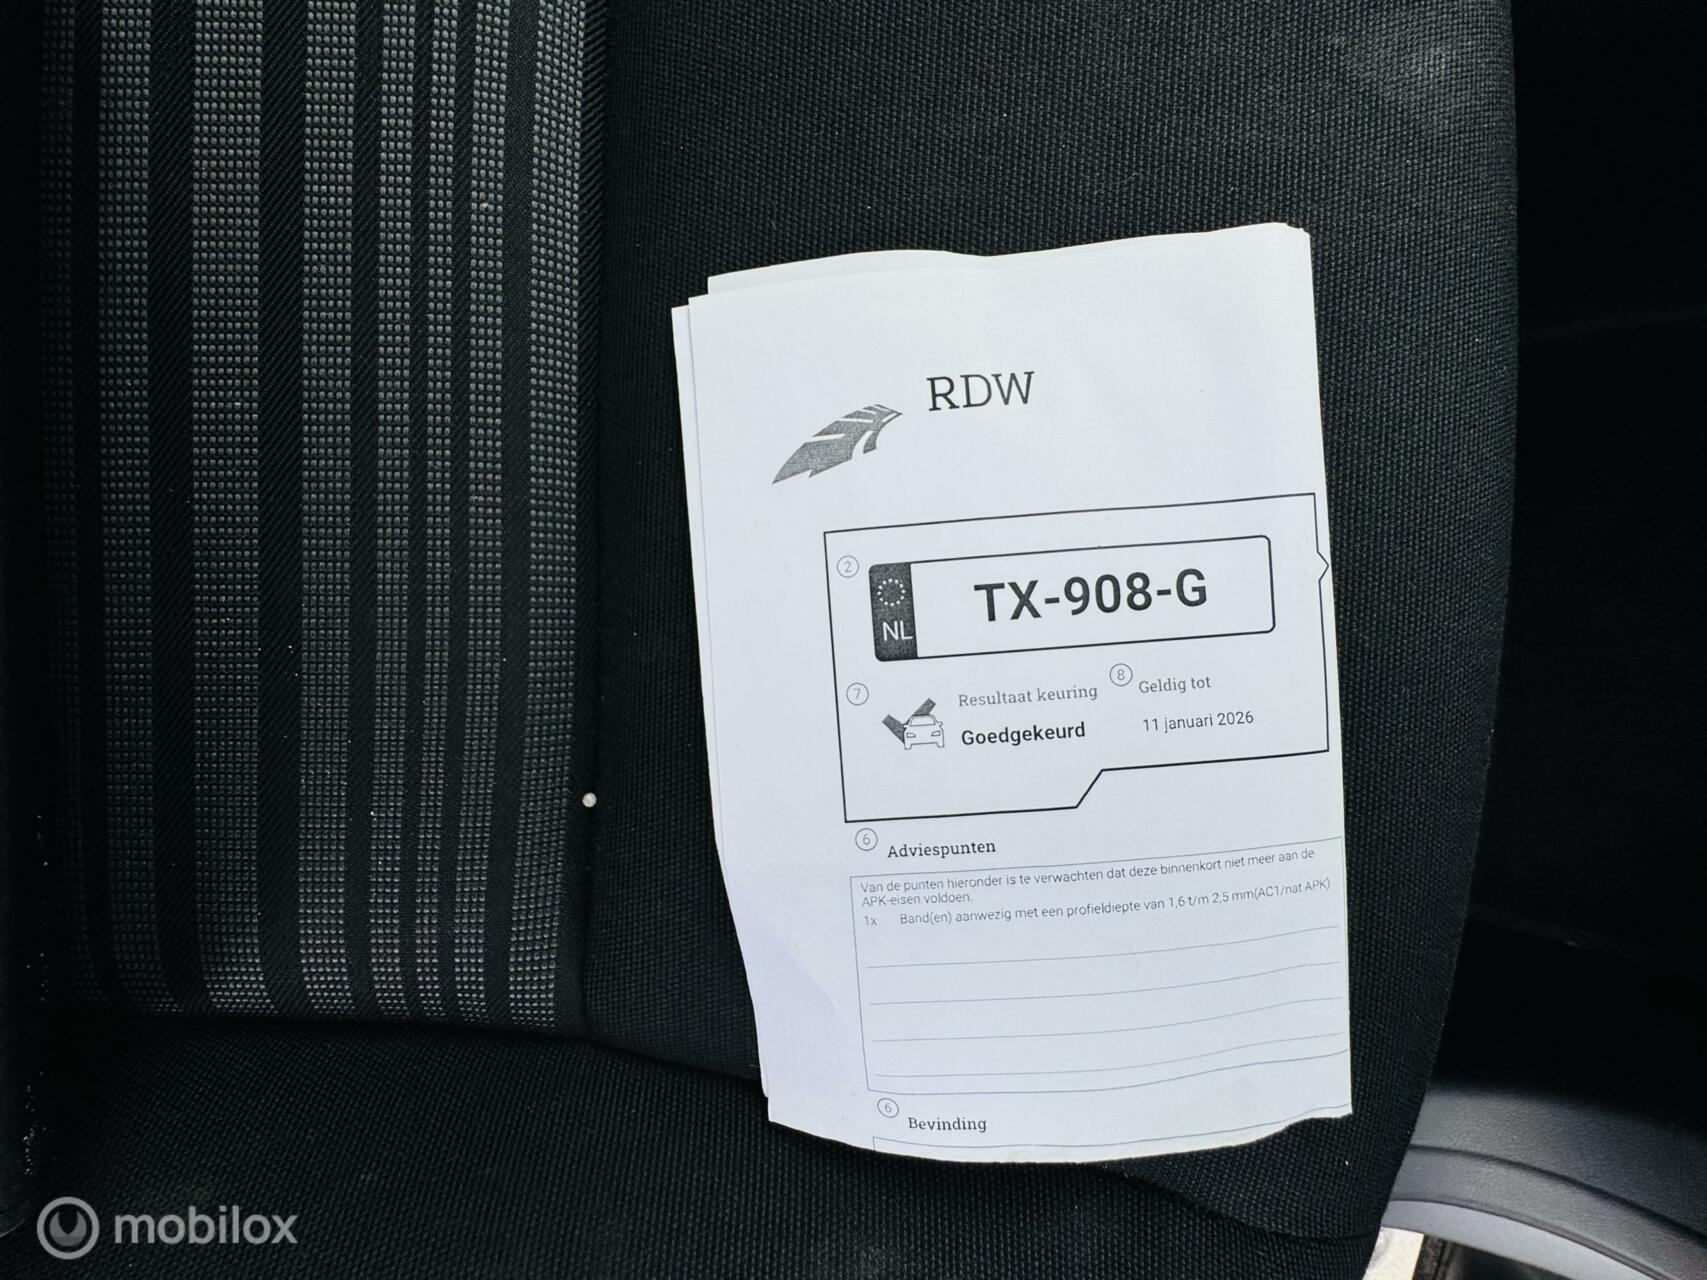 RDW
2
NL
TX-908-G
7
Resultaat keuring
Goedgekeurd
8
Geldig tot
11 januari 2026
6
Adviespunten
Van de punten hieronder is te verwachten dat deze binnenkort niet meer aan de
APK-eisen voldoen.
1x Band(en) aanwezig met een profieldiepte van 1,6 t/m 2,5 mm(AC1/nat APK)
6
Bevinding
mobilox